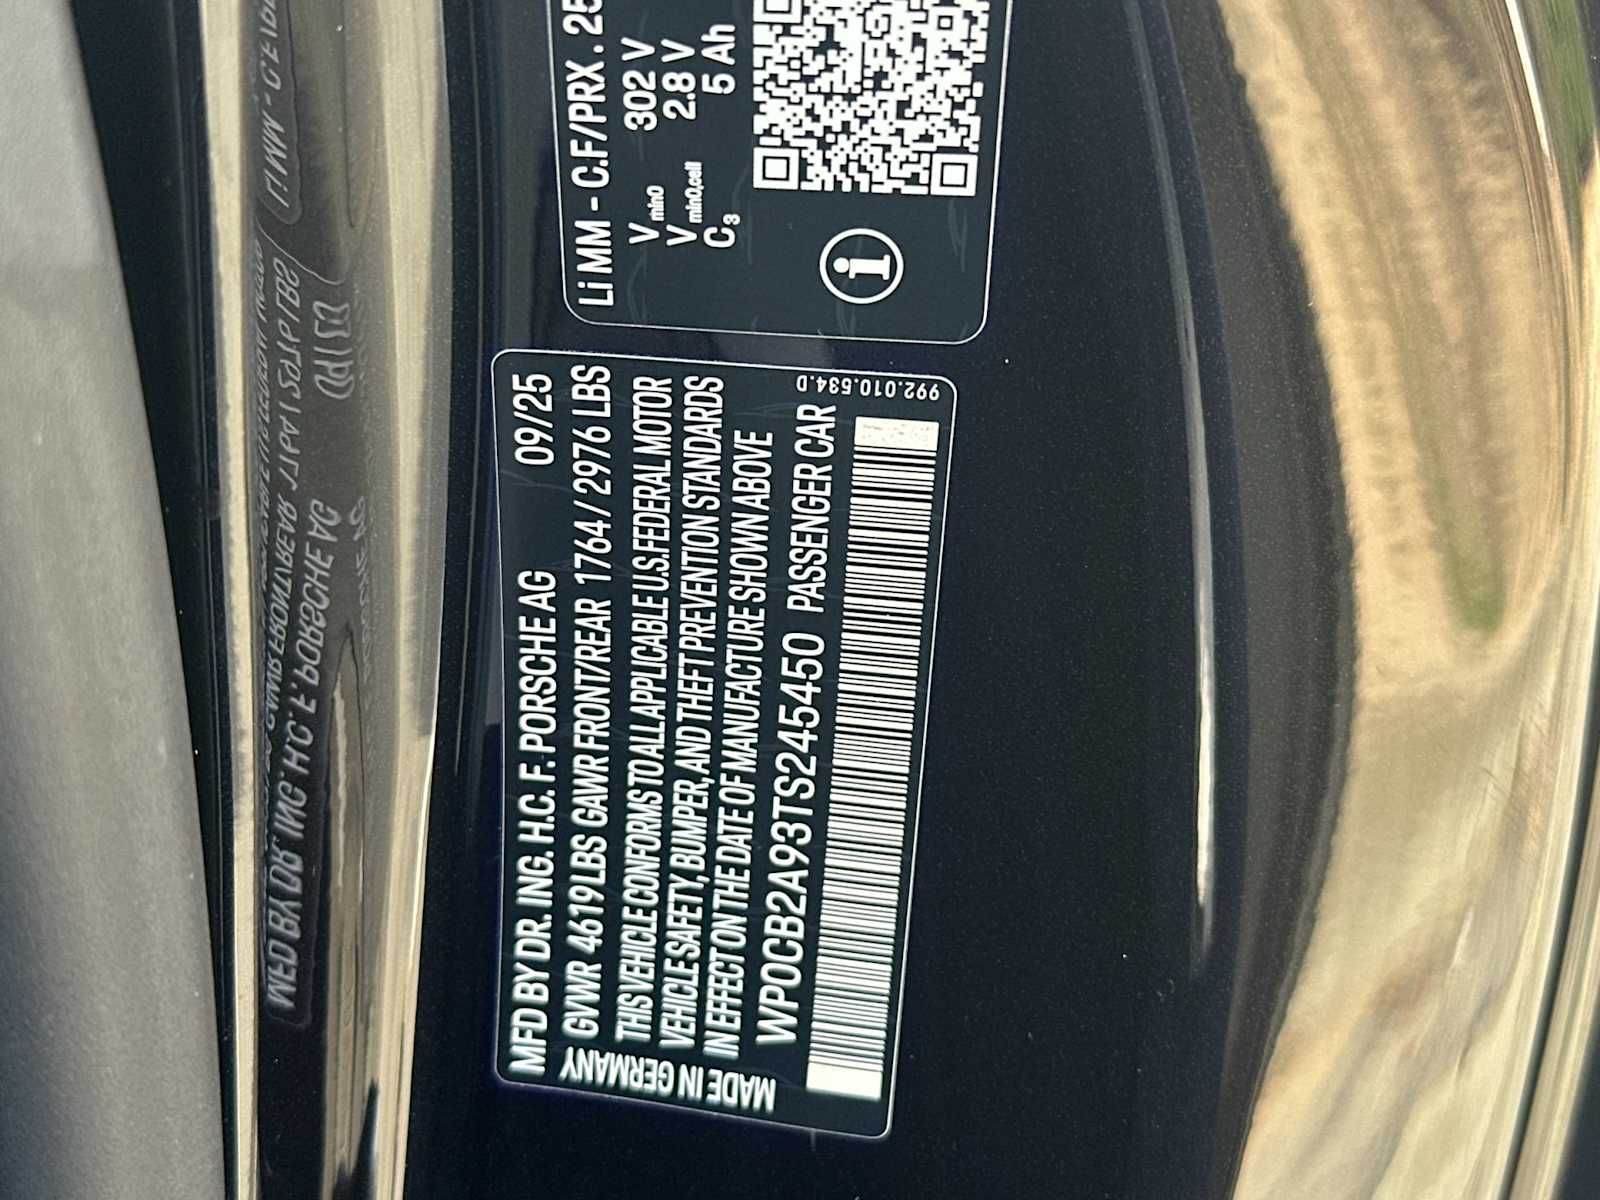 MFD BY DR. ING. H.C. F. PORSCHE AG 09/25
GVWR 4619 LBS GAWR FRONT/REAR 1764/2976 LBS
THIS VEHICLE CONFORMS TO ALL APPLICABLE U.S. FEDERAL MOTOR
VEHICLE SAFETY, BUMPER, AND THEFT PREVENTION STANDARDS
IN EFFECT ON THE DATE OF MANUFACTURE SHOWN ABOVE
WP0CB2A93TS245450 PASSENGER CAR
MADE IN GERMANY
992.010.534.D
Li MM - C.F/PRX . 25
Vmin0 302 V
Vmin0,cell 2.8 V
C3 5 Ah
i